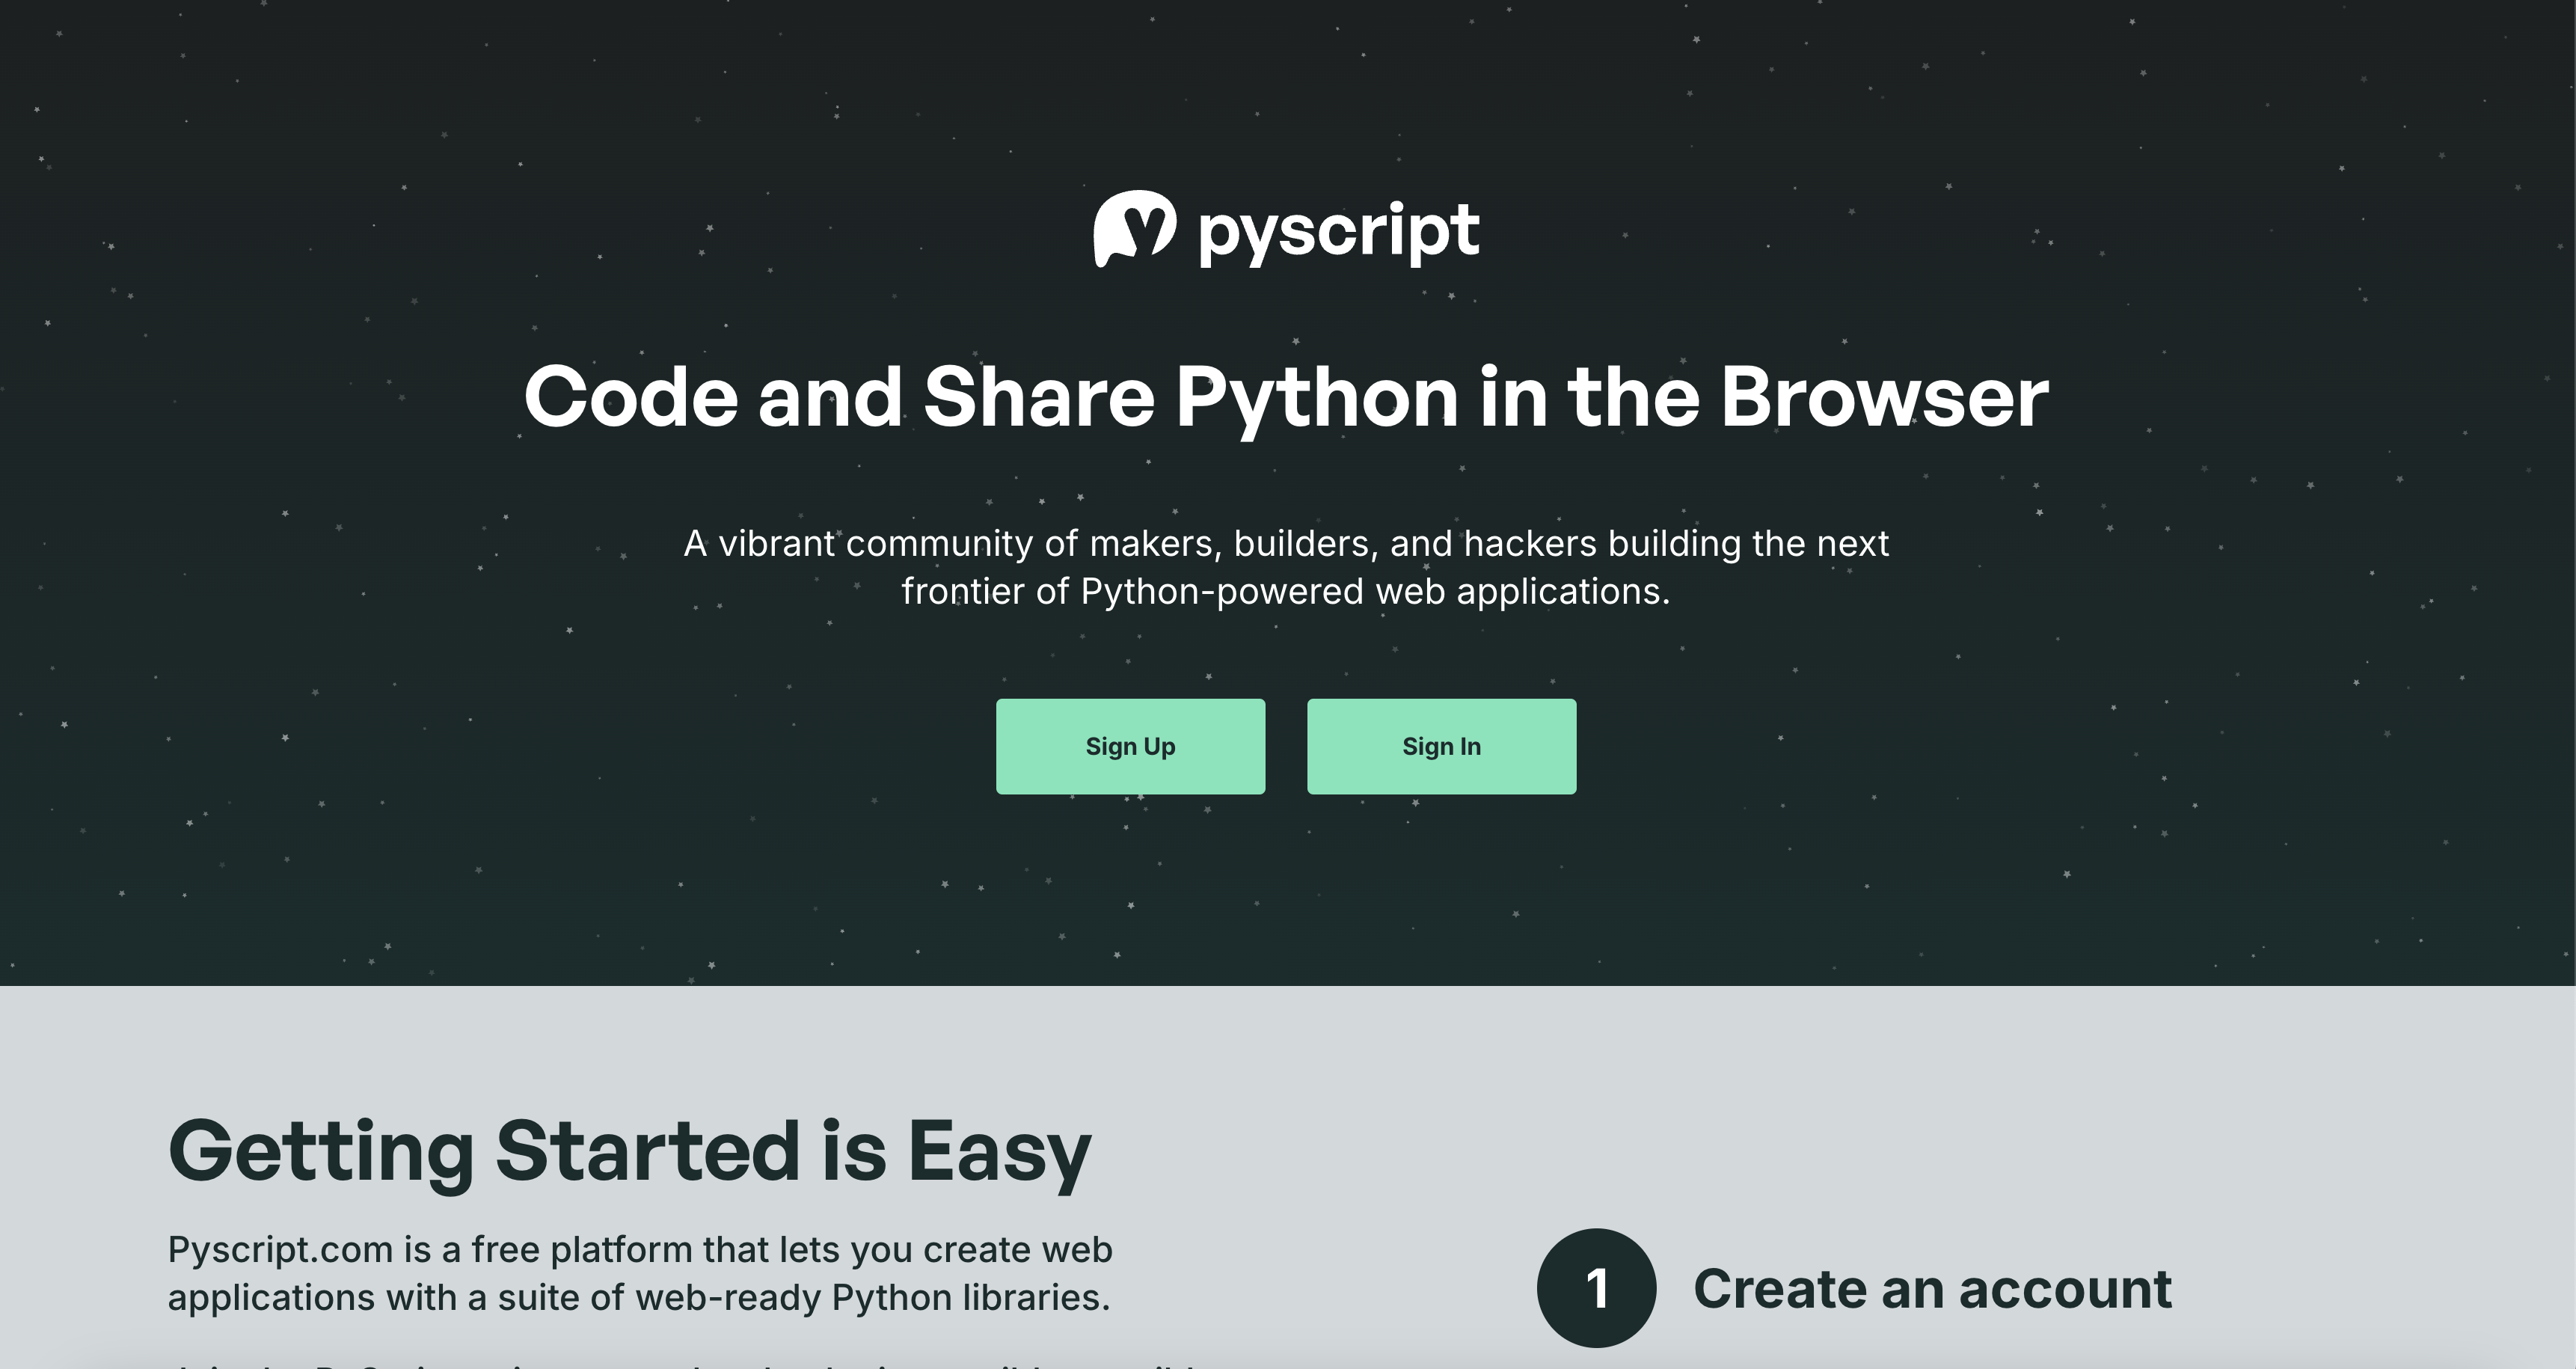 pyscript
Code and Share Python in the Browser
A vibrant community of makers, builders, and hackers building the next
frontier of Python-powered web applications.
Sign Up
Sign In
Getting Started is Easy
Pyscript.com is a free platform that lets you create web
applications with a suite of web-ready Python libraries.
1
Create an account